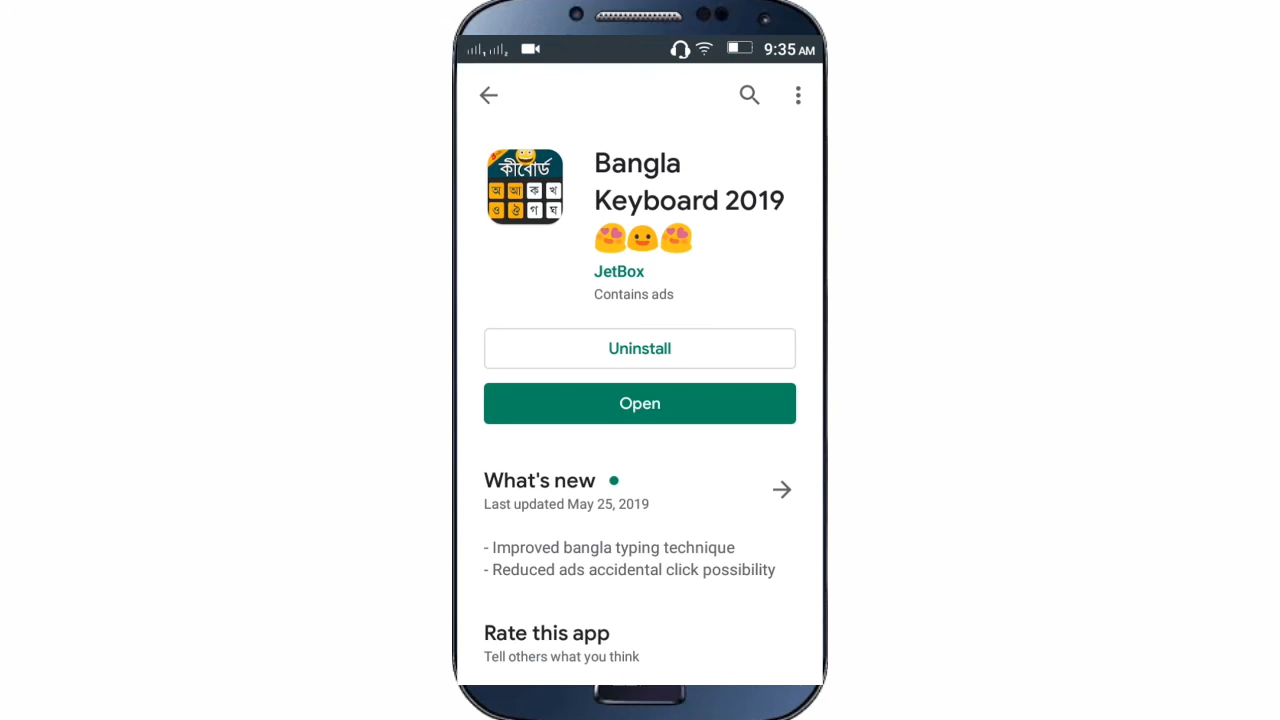 9:35 AM
কীবোর্ড
অ আ ক খ
ও ঐ গ ঘ
Bangla
Keyboard 2019
😍🙂😍
JetBox
Contains ads
Uninstall
Open
What's new
Last updated May 25, 2019
- Improved bangla typing technique
- Reduced ads accidental click possibility
Rate this app
Tell others what you think